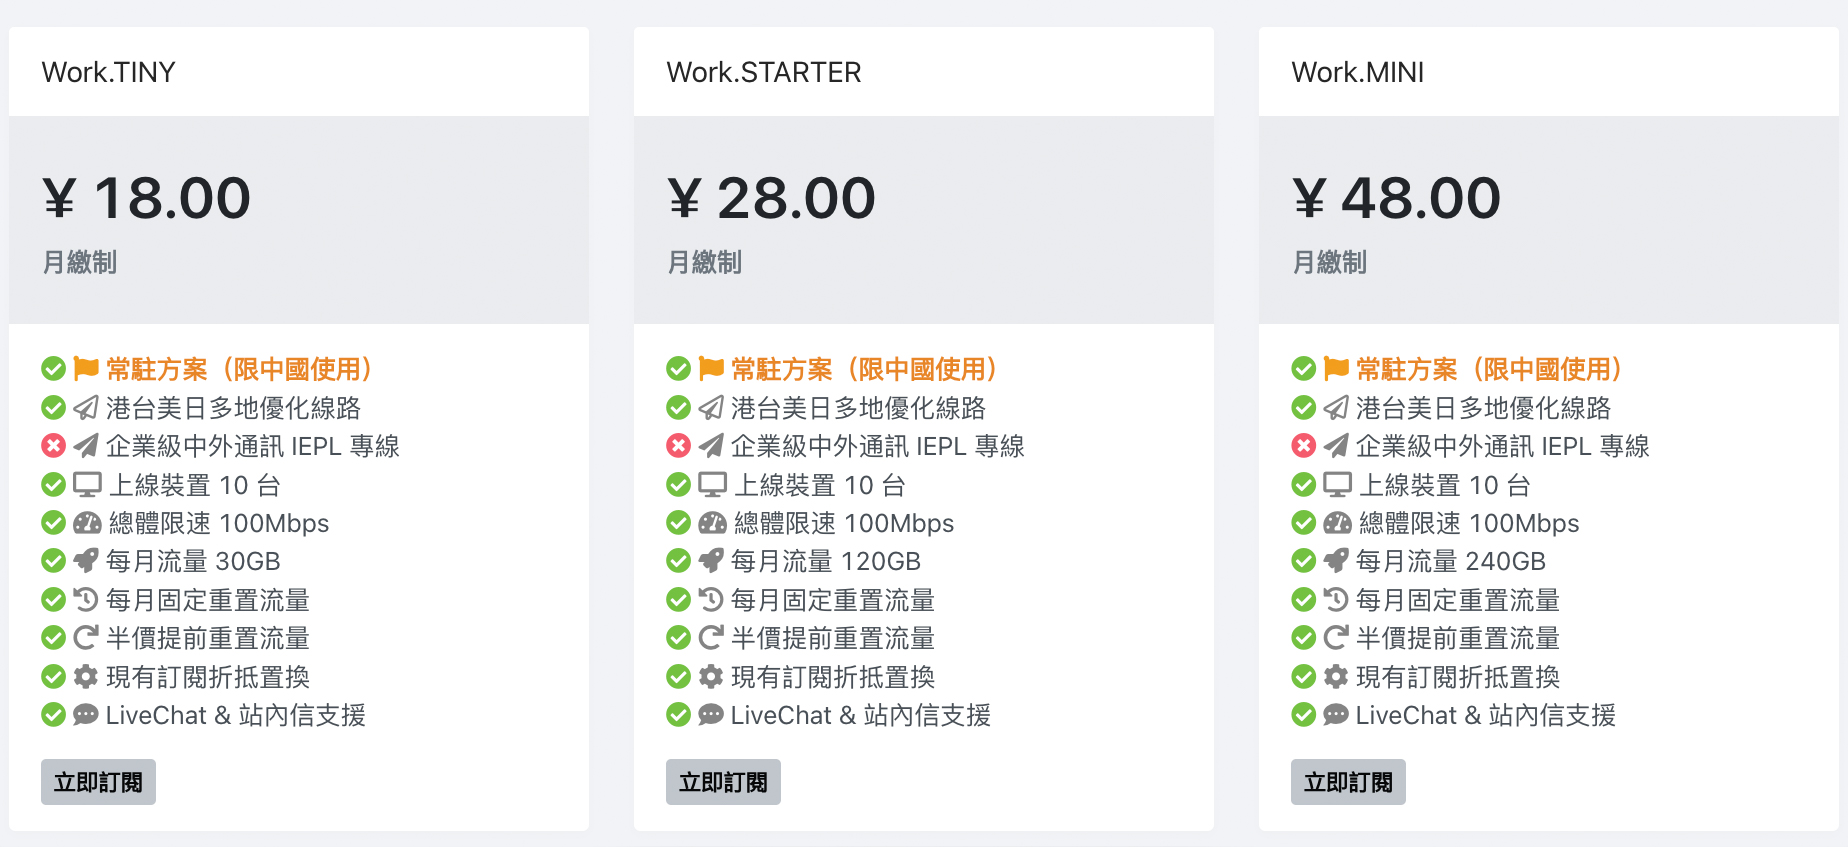 Work.TINY
¥ 18.00
月繳制
常駐方案（限中國使用）
港台美日多地優化線路
企業級中外通訊 IEPL 專線
上線裝置 10 台
總體限速 100Mbps
每月流量 30GB
每月固定重置流量
半價提前重置流量
現有訂閱折抵置換
LiveChat & 站內信支援
立即訂閱
Work.STARTER
¥ 28.00
月繳制
常駐方案（限中國使用）
港台美日多地優化線路
企業級中外通訊 IEPL 專線
上線裝置 10 台
總體限速 100Mbps
每月流量 120GB
每月固定重置流量
半價提前重置流量
現有訂閱折抵置換
LiveChat & 站內信支援
立即訂閱
Work.MINI
¥ 48.00
月繳制
常駐方案（限中國使用）
港台美日多地優化線路
企業級中外通訊 IEPL 專線
上線裝置 10 台
總體限速 100Mbps
每月流量 240GB
每月固定重置流量
半價提前重置流量
現有訂閱折抵置換
LiveChat & 站內信支援
立即訂閱